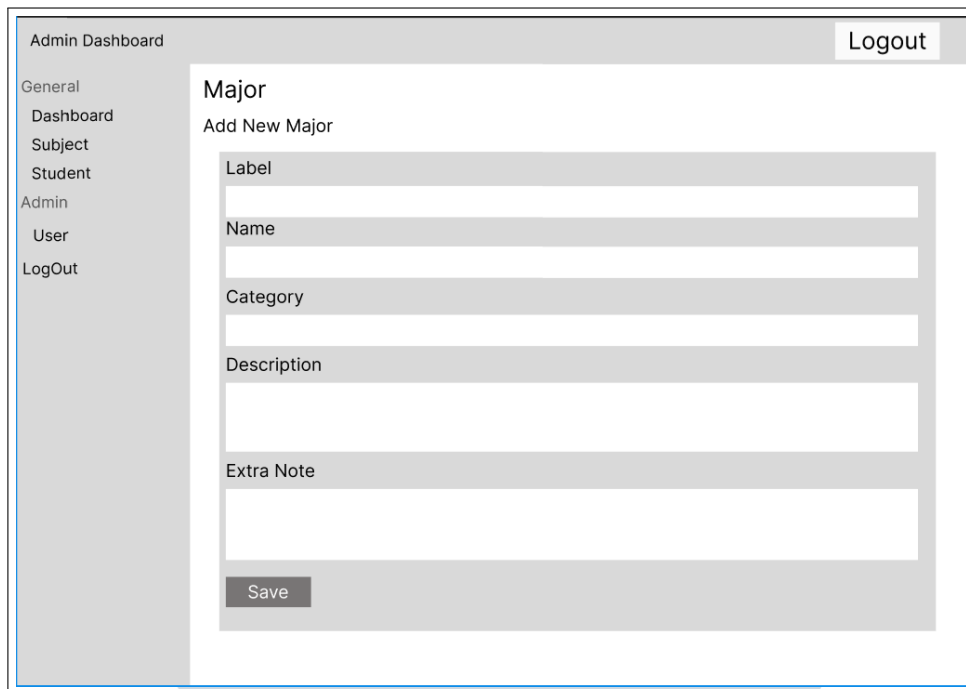 Admin Dashboard
Logout
General
Dashboard
Subject
Student
Admin
User
LogOut
Major
Add New Major
Label
Name
Category
Description
Extra Note
Save